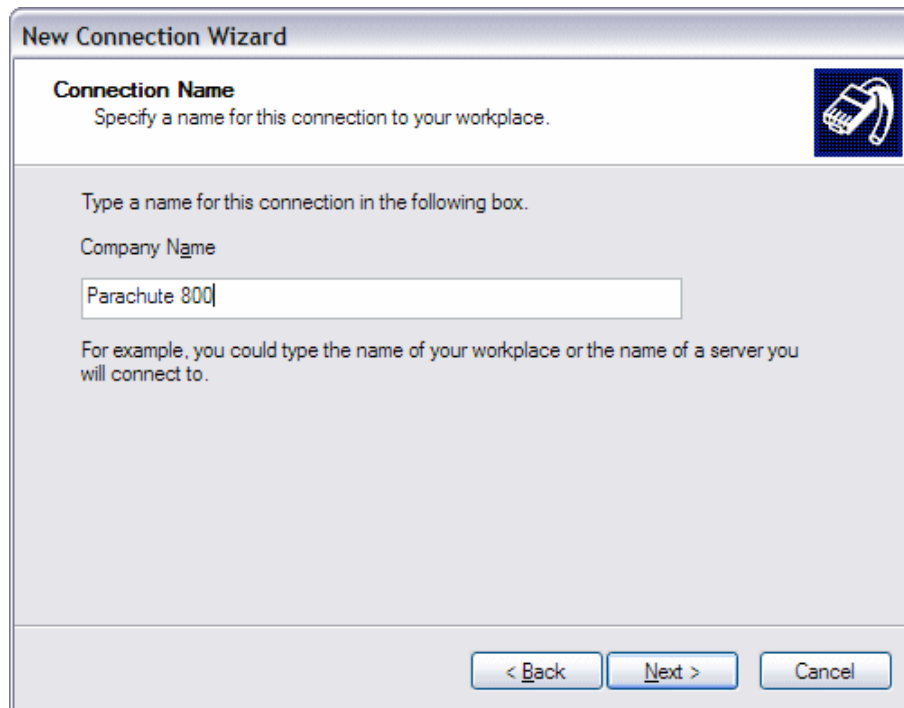 New Connection Wizard
Connection Name
Specify a name for this connection to your workplace.
Type a name for this connection in the following box.
Company Name
Parachute 800
For example, you could type the name of your workplace or the name of a server you
will connect to.
< Back
Next >
Cancel